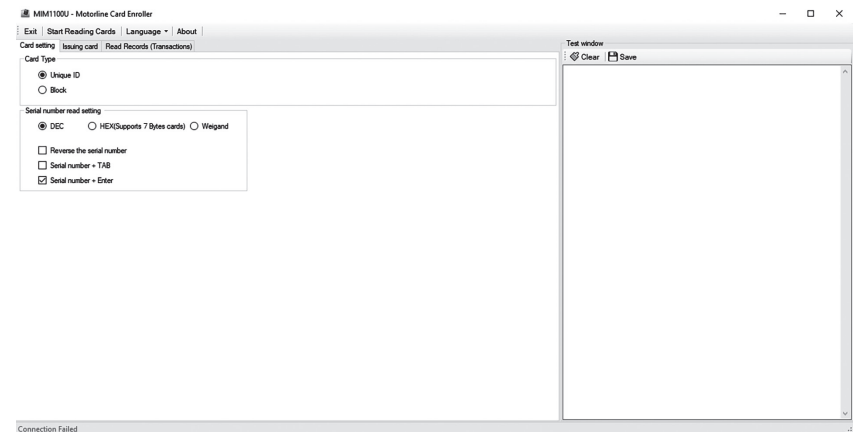 MIM1100U - Motorline Card Enroller
Exit Start Reading Cards Language About
Card setting Issuing card Read Records (Transactions)
Card Type
Unique ID
Block
Serial number read setting
DEC HEX(Supports 7 Bytes cards) Weigand
Reverse the serial number
Serial number + TAB
Serial number + Enter
Test window
Clear Save
Connection Failed